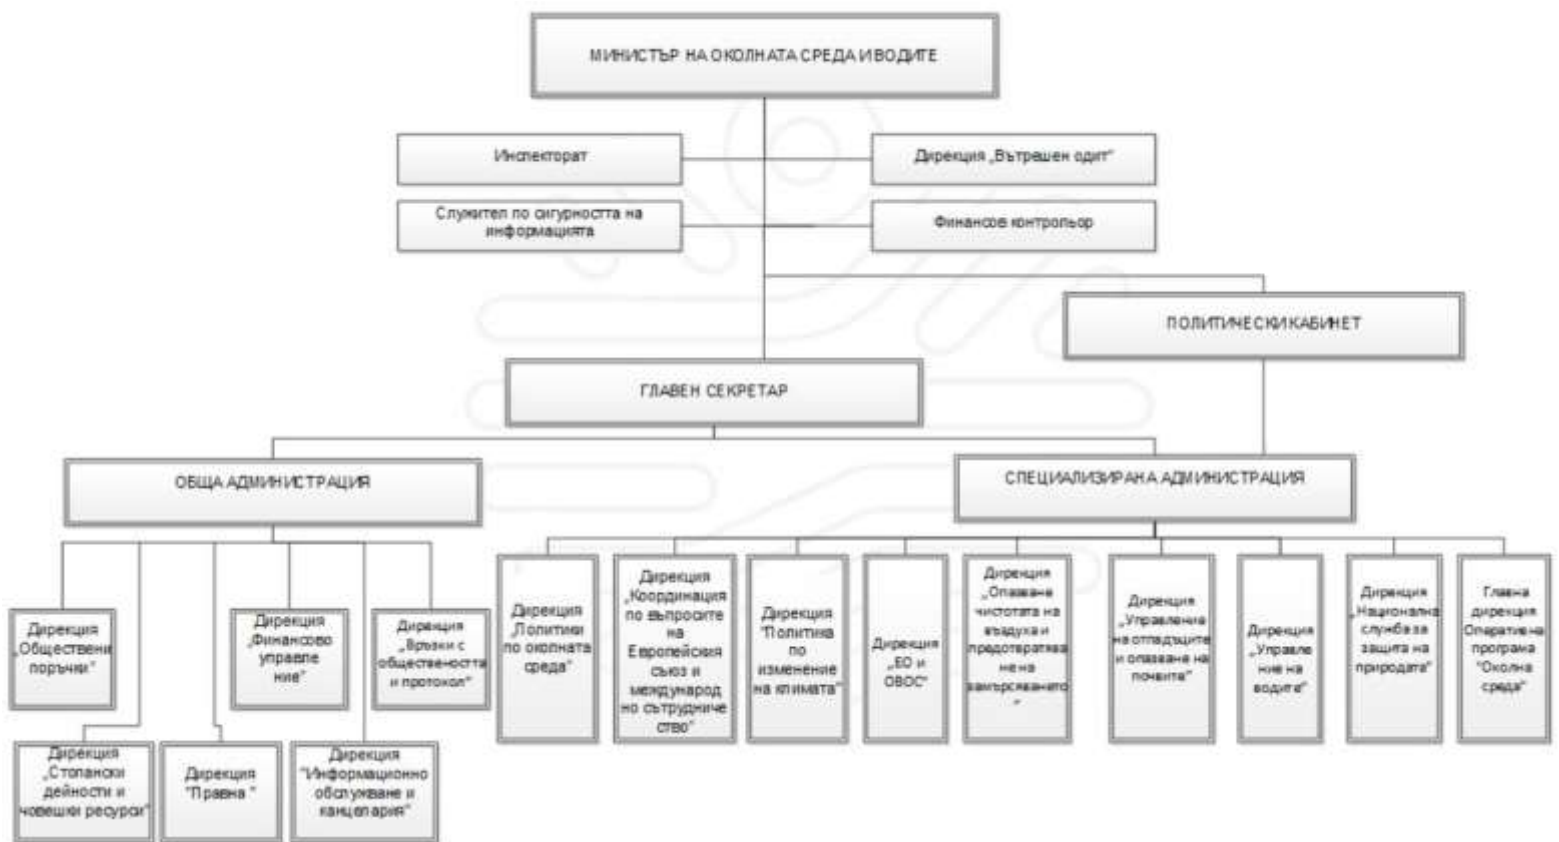 МИНИСТЪР НА ОКОЛНАТА СРЕДА И ВОДИТЕ
Инспекторат
Дирекция „Вътрешен одит“
Служител по сигурността на
информацията
Финансов контрольор
ПОЛИТИЧЕСКИ КАБИНЕТ
ГЛАВЕН СЕКРЕТАР
ОБЩА АДМИНИСТРАЦИЯ
СПЕЦИАЛИЗИРАНА АДМИНИСТРАЦИЯ
Дирекция
„Обществени
поръчки“
Дирекция
„Финансово
управле
ние“
Дирекция
„Връзки с
обществеността
и протокол“
Дирекция
„Стопански
дейности и
човешки ресурси“
Дирекция
"Правна "
Дирекция
"Информационно
обслужване и
канцелария"
Дирекция
„Политики
по околната
среда“
Дирекция
„Координация
по въпросите
на
Европейския
съюз и
международ
но сътрудниче
ство“
Дирекция
"Политика
по
изменение
на климата"
Дирекция
„ЕО и
ОВОС“
Дирекция
„Опазване
чистотата на
въздуха и
предотвратява
не на
замърсяването
“
Дирекция
„Управление
на отпадъците
и опазване на
почвите“
Дирекция
„Управле
ние на
водите“
Дирекция
„Национална
служба за
защита на
природата“
Главна
дирекция
Оперативна
програма
"Околна
среда"